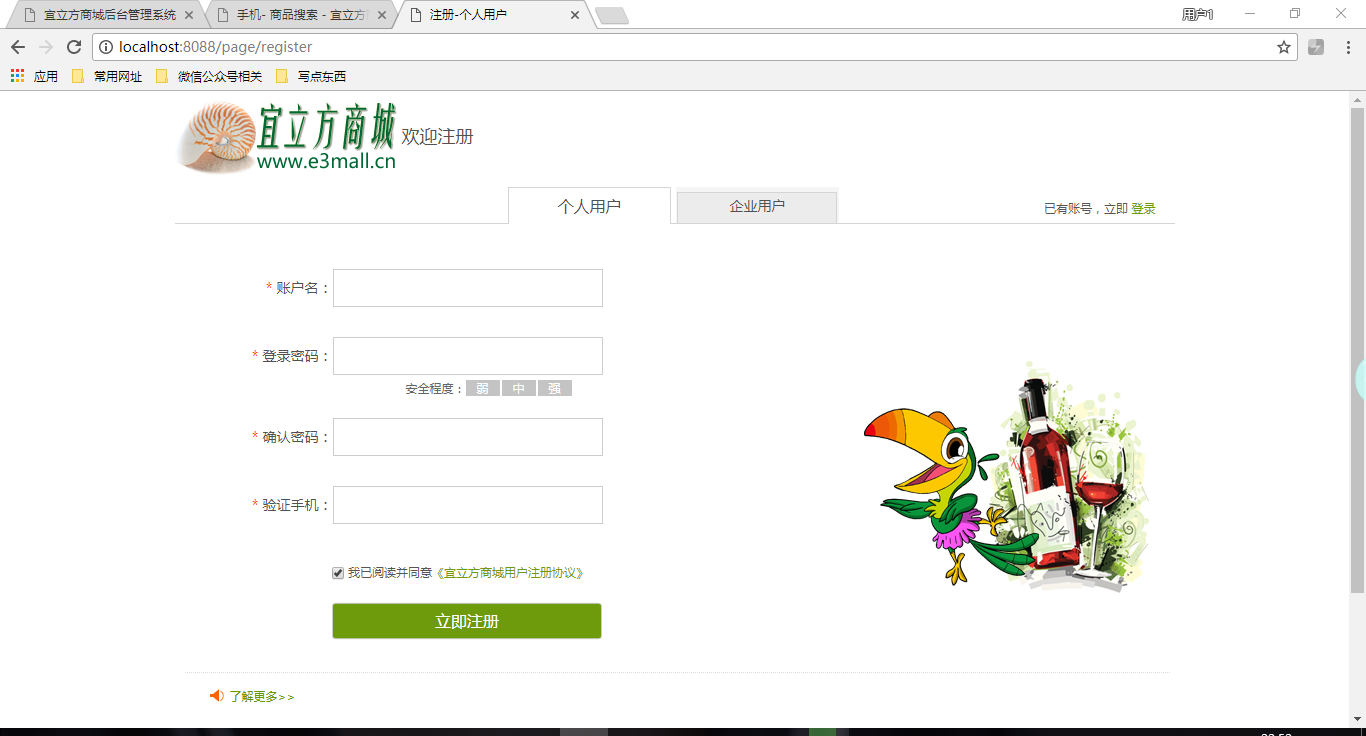 宜立方商城后台管理系统
手机- 商品搜索 - 宜立方
注册-个人用户
用户1
localhost:8088/page/register
应用 常用网址 微信公众号相关 写点东西
宜立方商城
www.e3mall.cn
欢迎注册
个人用户
企业用户
已有账号，立即 登录
* 账户名：
* 登录密码：
安全程度： 弱 中 强
* 确认密码：
* 验证手机：
我已阅读并同意《宜立方商城用户注册协议》
立即注册
了解更多>>